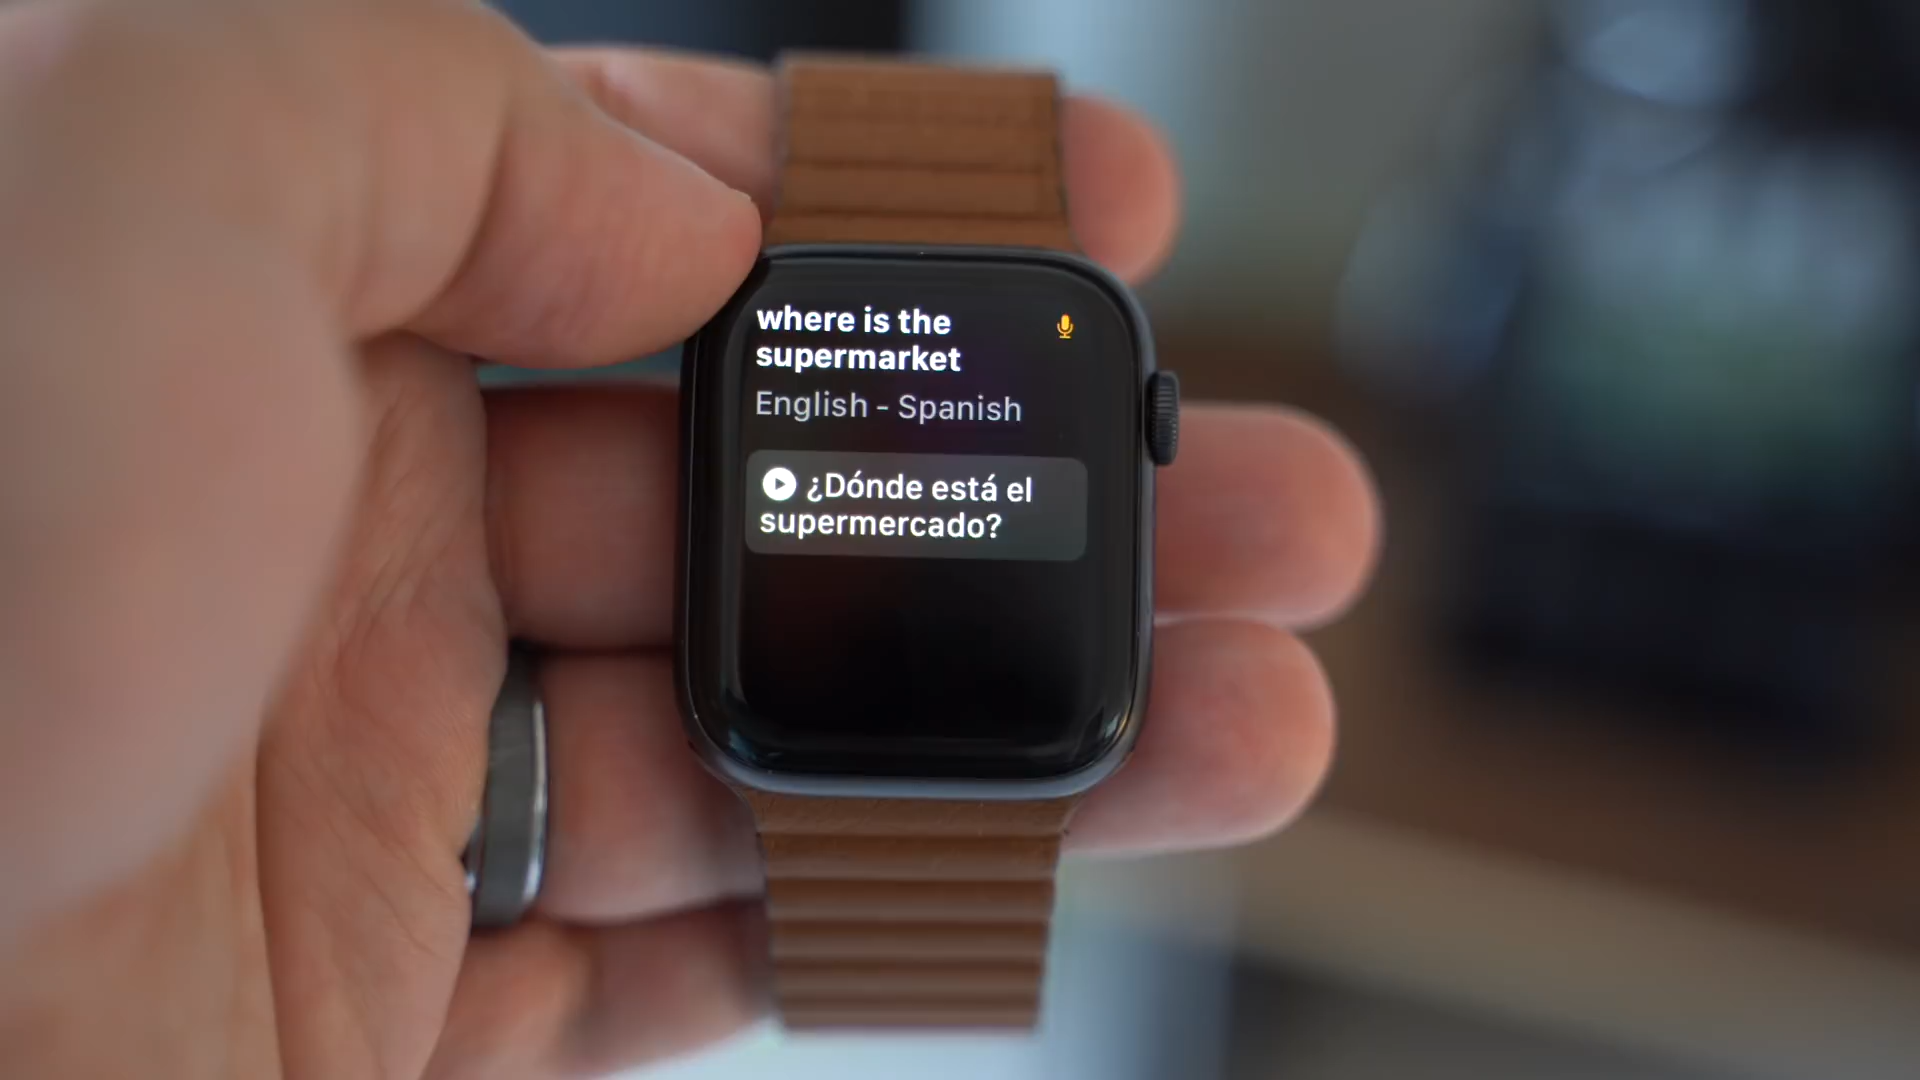 where is the
supermarket
English - Spanish
¿Dónde está el
supermercado?